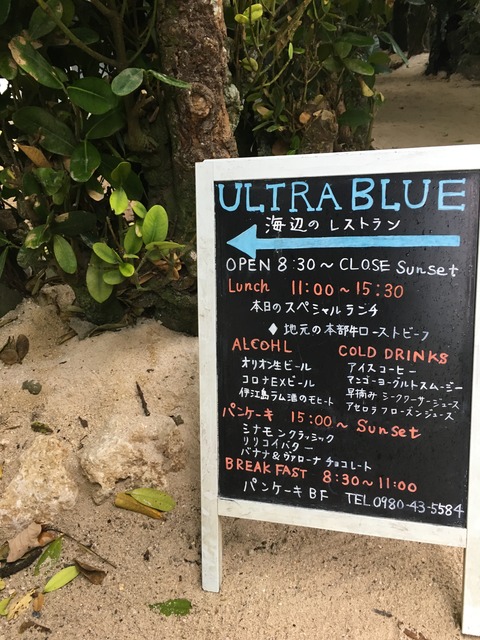 ULTRA BLUE
海辺の レストラン
OPEN 8:30～CLOSE Sunset
Lunch 11:00～15:30
本日のスペシャルランチ
◆ 地元の本部牛ローストビーフ
ALCOHL
オリオン生ビール
コロナEXビール
伊江島ラム酒のモヒート
COLD DRINKS
アイスコーヒー
マンゴーヨーグルトスムージー
早摘みシークワーサージュース
アセロラフローズンジュース
パンケーキ 15:00～Sunset
シナモンクラッシック
リリコイバター
バナナ&ヴァローナチョコレート
BREAKFAST 8:30～11:00
パンケーキBF TEL0980-43-5584